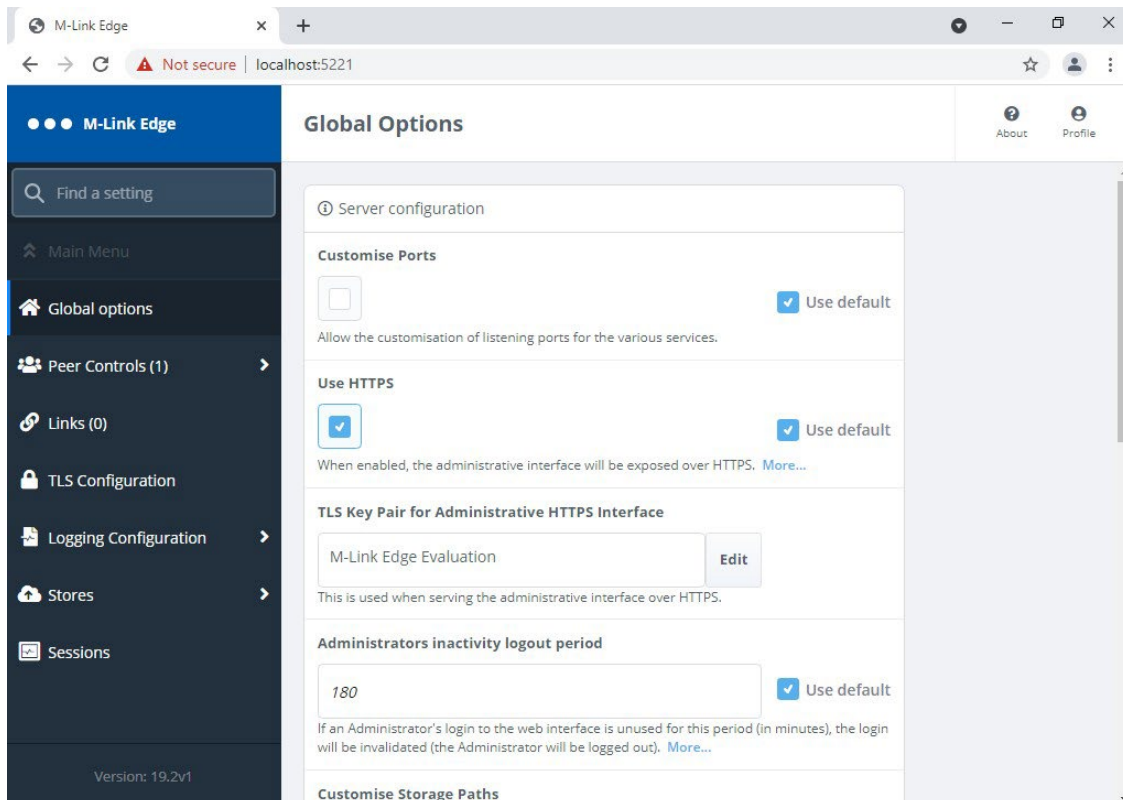 M-Link Edge
Not secure | localhost:5221
M-Link Edge
Global Options
About
Profile
Find a setting
Main Menu
Global options
Peer Controls (1)
Links (0)
TLS Configuration
Logging Configuration
Stores
Sessions
Version: 19.2v1
Server configuration
Customise Ports
Use default
Allow the customisation of listening ports for the various services.
Use HTTPS
Use default
When enabled, the administrative interface will be exposed over HTTPS. More...
TLS Key Pair for Administrative HTTPS Interface
M-Link Edge Evaluation
Edit
This is used when serving the administrative interface over HTTPS.
Administrators inactivity logout period
180
Use default
If an Administrator's login to the web interface is unused for this period (in minutes), the login
will be invalidated (the Administrator will be logged out). More...
Customise Storage Paths